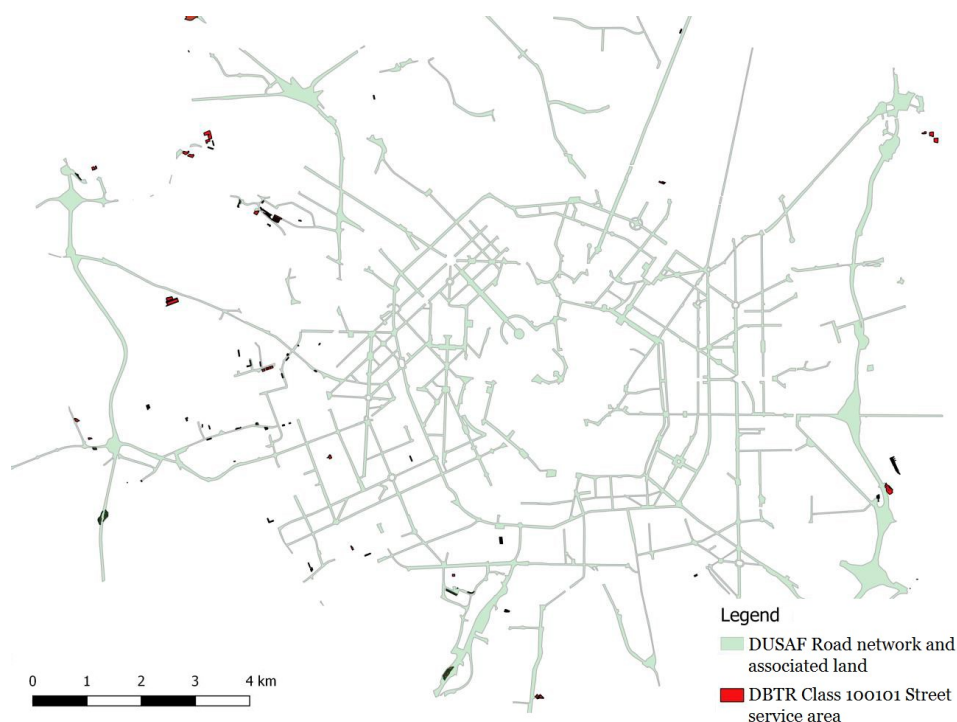 Legend
DUSAF Road network and
associated land
DBTR Class 100101 Street
service area
0 1 2 3 4 km